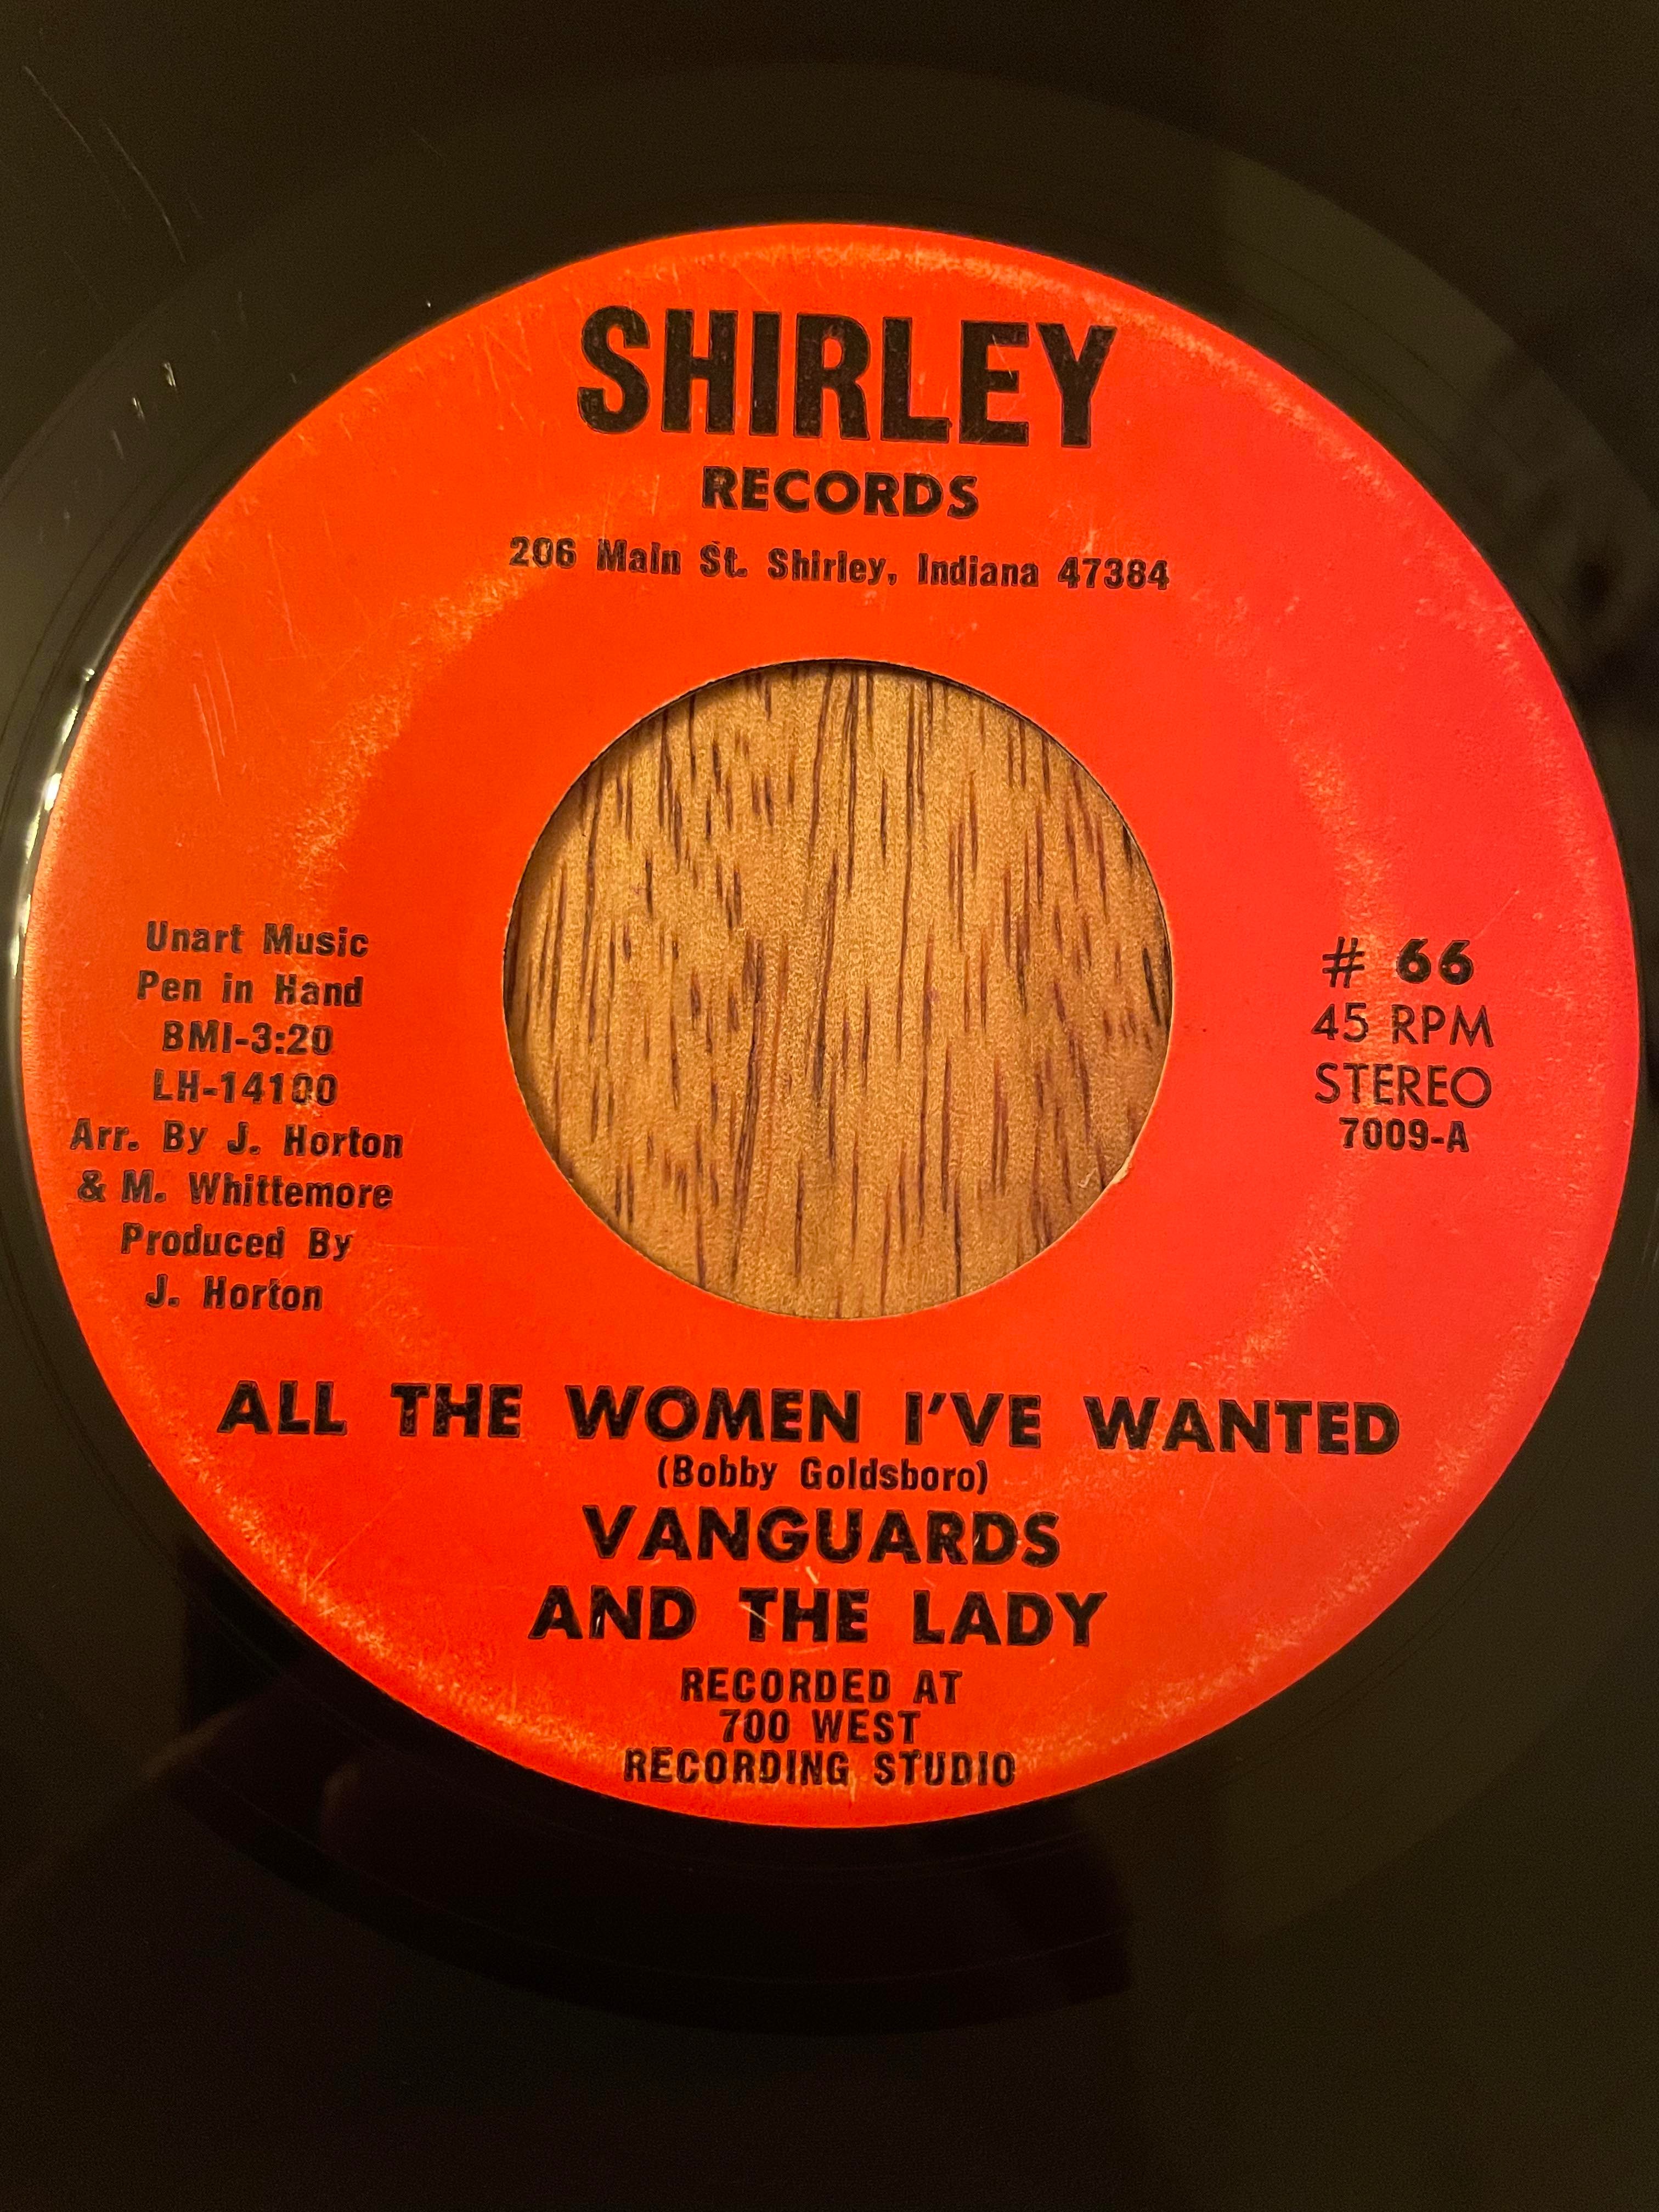 SHIRLEY
RECORDS
206 Main St. Shirley, Indiana 47384
Unart Music
Pen in Hand
BMI-3:20
LH-14100
Arr. By J. Horton
& M. Whittemore
Produced By
J. Horton
# 66
45 RPM
STEREO
7009-A
ALL THE WOMEN I'VE WANTED
(Bobby Goldsboro)
VANGUARDS
AND THE LADY
RECORDED AT
700 WEST
RECORDING STUDIO